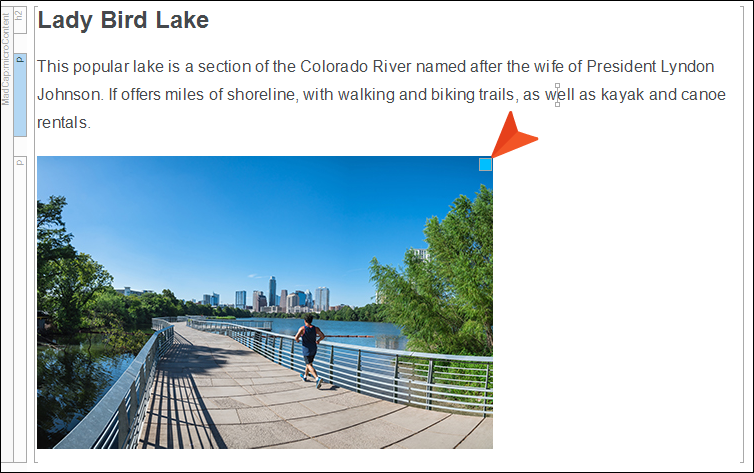 MadCap:microContent
h2
Lady Bird Lake
p
This popular lake is a section of the Colorado River named after the wife of President Lyndon
Johnson. If offers miles of shoreline, with walking and biking trails, as well as kayak and canoe
rentals.
p